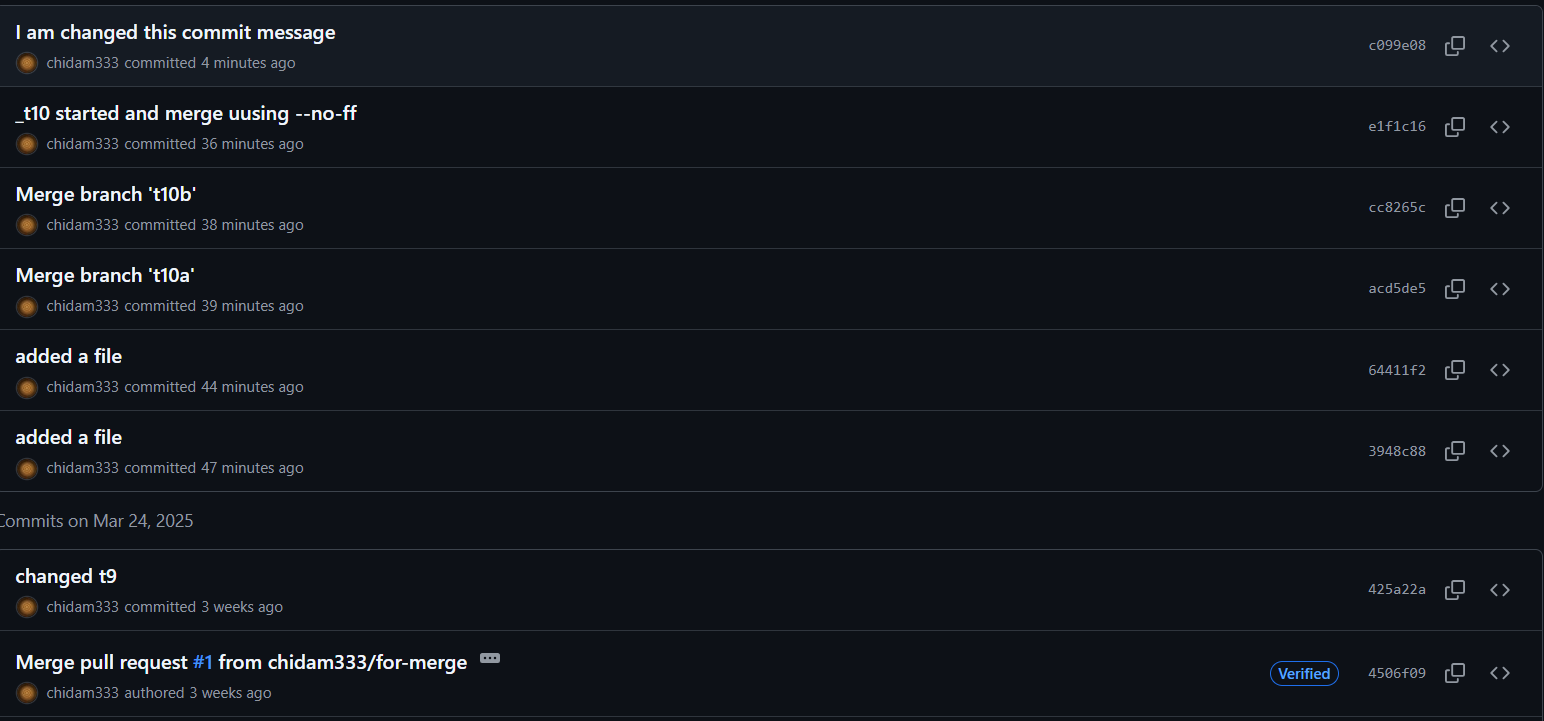 I am changed this commit message
chidam333 committed 4 minutes ago
c099e08
_t10 started and merge uusing --no-ff
chidam333 committed 36 minutes ago
e1f1c16
Merge branch 't10b'
chidam333 committed 38 minutes ago
cc8265c
Merge branch 't10a'
chidam333 committed 39 minutes ago
acd5de5
added a file
chidam333 committed 44 minutes ago
64411f2
added a file
chidam333 committed 47 minutes ago
3948c88
Commits on Mar 24, 2025
changed t9
chidam333 committed 3 weeks ago
425a22a
Merge pull request #1 from chidam333/for-merge
chidam333 authored 3 weeks ago
Verified
4506f09